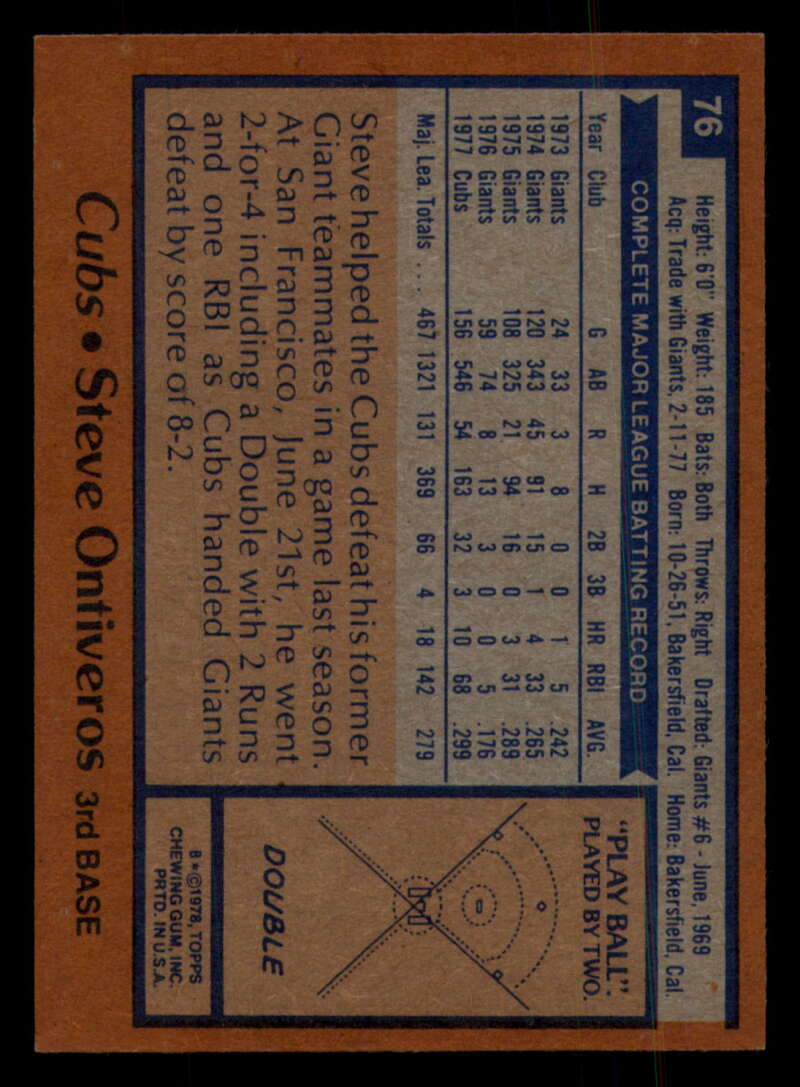 76
Height: 6'0" Weight: 185 Bats: Both Throws: Right Drafted: Giants #6 - June, 1969
Acq: Trade with Giants, 2-11-77 Born: 10-26-51, Bakersfield, Cal. Home: Bakersfield, Cal.
COMPLETE MAJOR LEAGUE BATTING RECORD
Year Club G AB R H 2B 3B HR RBI AVG.
1973 Giants 24 33 3 8 0 0 1 5 .242
1974 Giants 120 343 45 91 15 1 4 33 .265
1975 Giants 108 325 21 94 16 0 3 31 .289
1976 Giants 59 74 8 13 3 0 0 5 .176
1977 Cubs 156 546 54 163 32 3 10 68 .299
Maj. Lea. Totals ... 467 1321 131 369 66 4 18 142 279
Steve helped the Cubs defeat his former
Giant teammates in a game last season.
At San Francisco, June 21st, he went
2-for-4 including a Double with 2 Runs
and one RBI as Cubs handed Giants
defeat by score of 8-2.
"PLAY BALL":
PLAYED BY TWO.
DOUBLE
B*©1978, TOPPS
CHEWING GUM, INC.
PRTD. IN U.S.A.
Cubs • Steve Ontiveros 3rd BASE